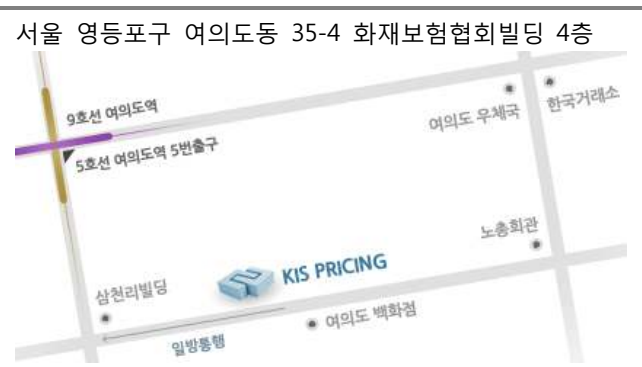 서울 영등포구 여의도동 35-4 화재보험협회빌딩 4층
9호선 여의도역
여의도 우체국
한국거래소
5호선 여의도역 5번출구
노총회관
KIS PRICING
삼천리빌딩
여의도 백화점
일방통행